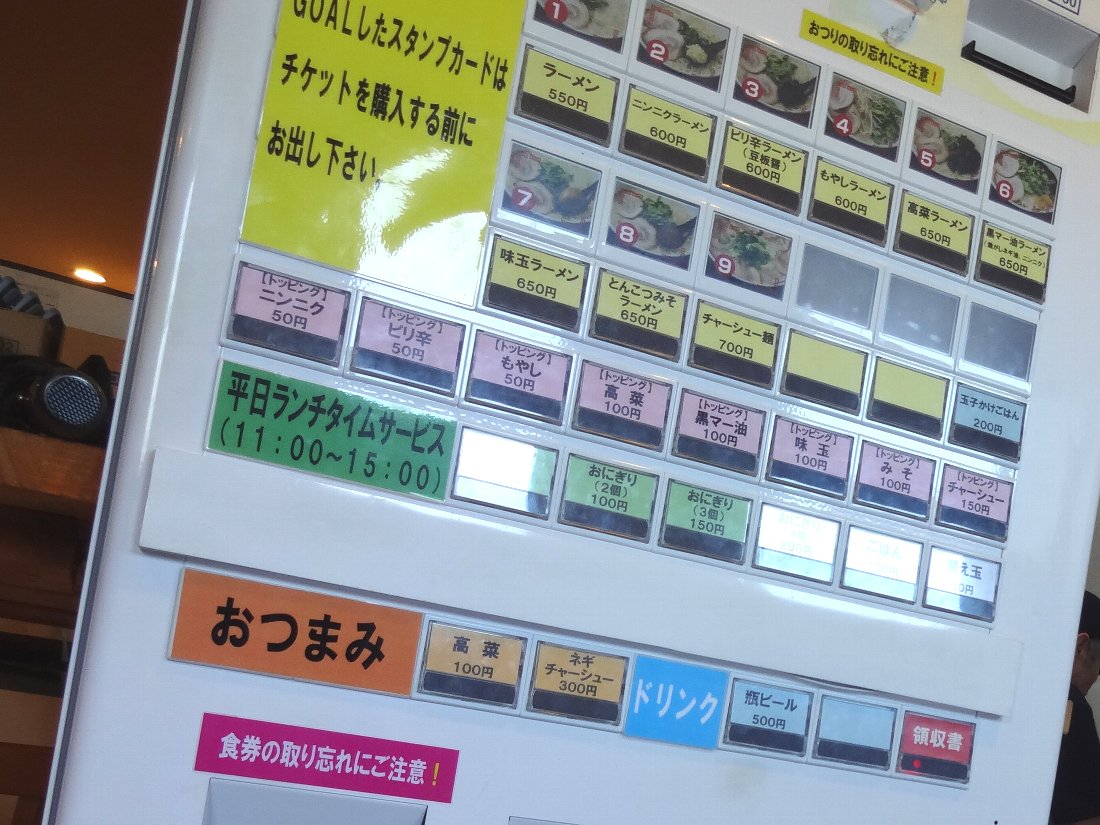 GOALしたスタンプカードは
チケットを購入する前に
お出し下さい。
おつりの取り忘れにご注意！
1
2
3
4
5
6
ラーメン
550円
ニンニクラーメン
600円
ピリ辛ラーメン
(豆板醤)
600円
もやしラーメン
600円
高菜ラーメン
650円
黒マー油ラーメン
(焦がしネギ油、ニンニク)
650円
7
8
9
味玉ラーメン
650円
とんこつみそ
ラーメン
650円
チャーシュー麺
700円
玉子かけごはん
200円
【トッピング】
ニンニク
50円
【トッピング】
ピリ辛
50円
【トッピング】
もやし
50円
【トッピング】
高菜
100円
【トッピング】
黒マー油
100円
【トッピング】
味玉
100円
【トッピング】
みそ
100円
【トッピング】
チャーシュー
150円
平日ランチタイムサービス
(11:00~15:00)
おにぎり
(2個)
100円
おにぎり
(3個)
150円
ごはん
え玉
0円
おつまみ
高菜
100円
ネギ
チャーシュー
300円
ドリンク
瓶ビール
500円
領収書
食券の取り忘れにご注意！